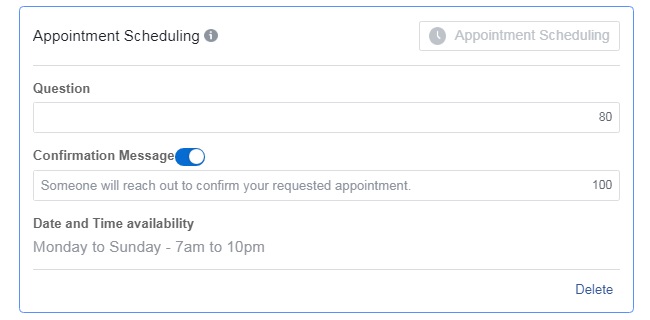 Appointment Scheduling Appointment Scheduling
Question
80
Confirmation Message
Someone will reach out to confirm your requested appointment. 100
Date and Time availability
Monday to Sunday - 7am to 10pm
Delete